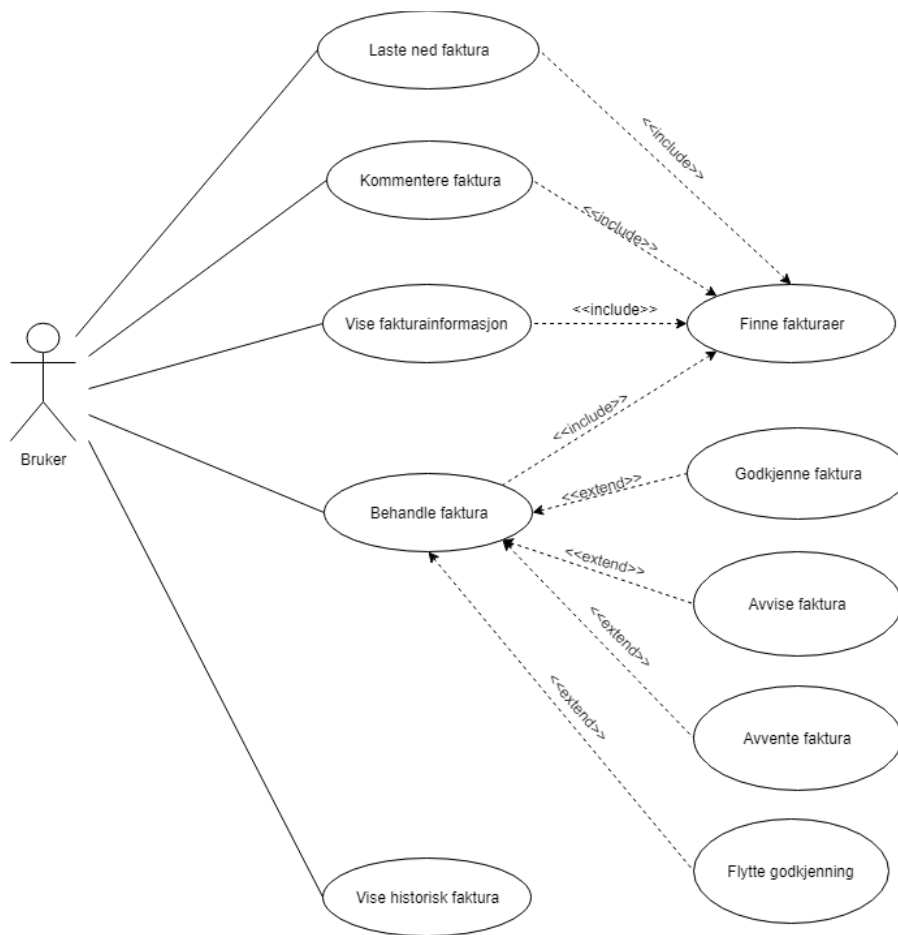 Laste ned faktura
<<include>>
Kommentere faktura
<<include>>
Vise fakturainformasjon
<<include>>
Finne fakturaer
Bruker
<<include>>
Behandle faktura
<<extend>>
Godkjenne faktura
<<extend>>
Avvise faktura
<<extend>>
Avvente faktura
<<extend>>
Flytte godkjenning
Vise historisk faktura